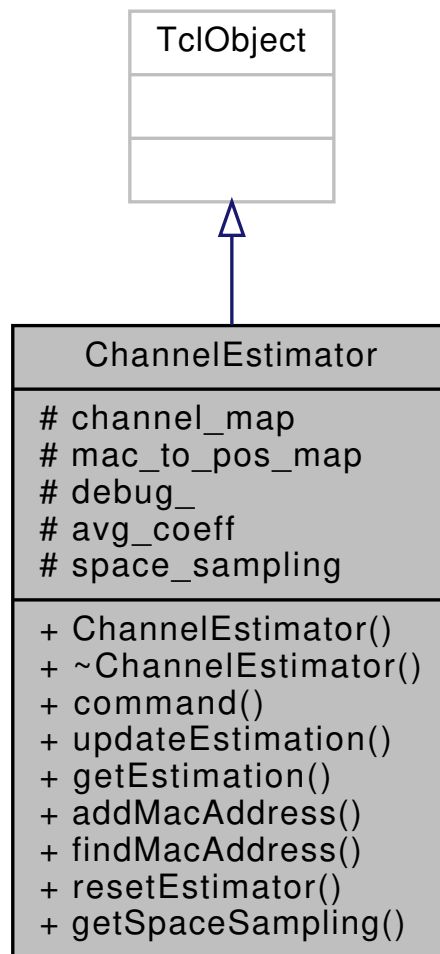 TclObject
ChannelEstimator
# channel_map
# mac_to_pos_map
# debug_
# avg_coeff
# space_sampling
+ ChannelEstimator()
+ ~ChannelEstimator()
+ command()
+ updateEstimation()
+ getEstimation()
+ addMacAddress()
+ findMacAddress()
+ resetEstimator()
+ getSpaceSampling()